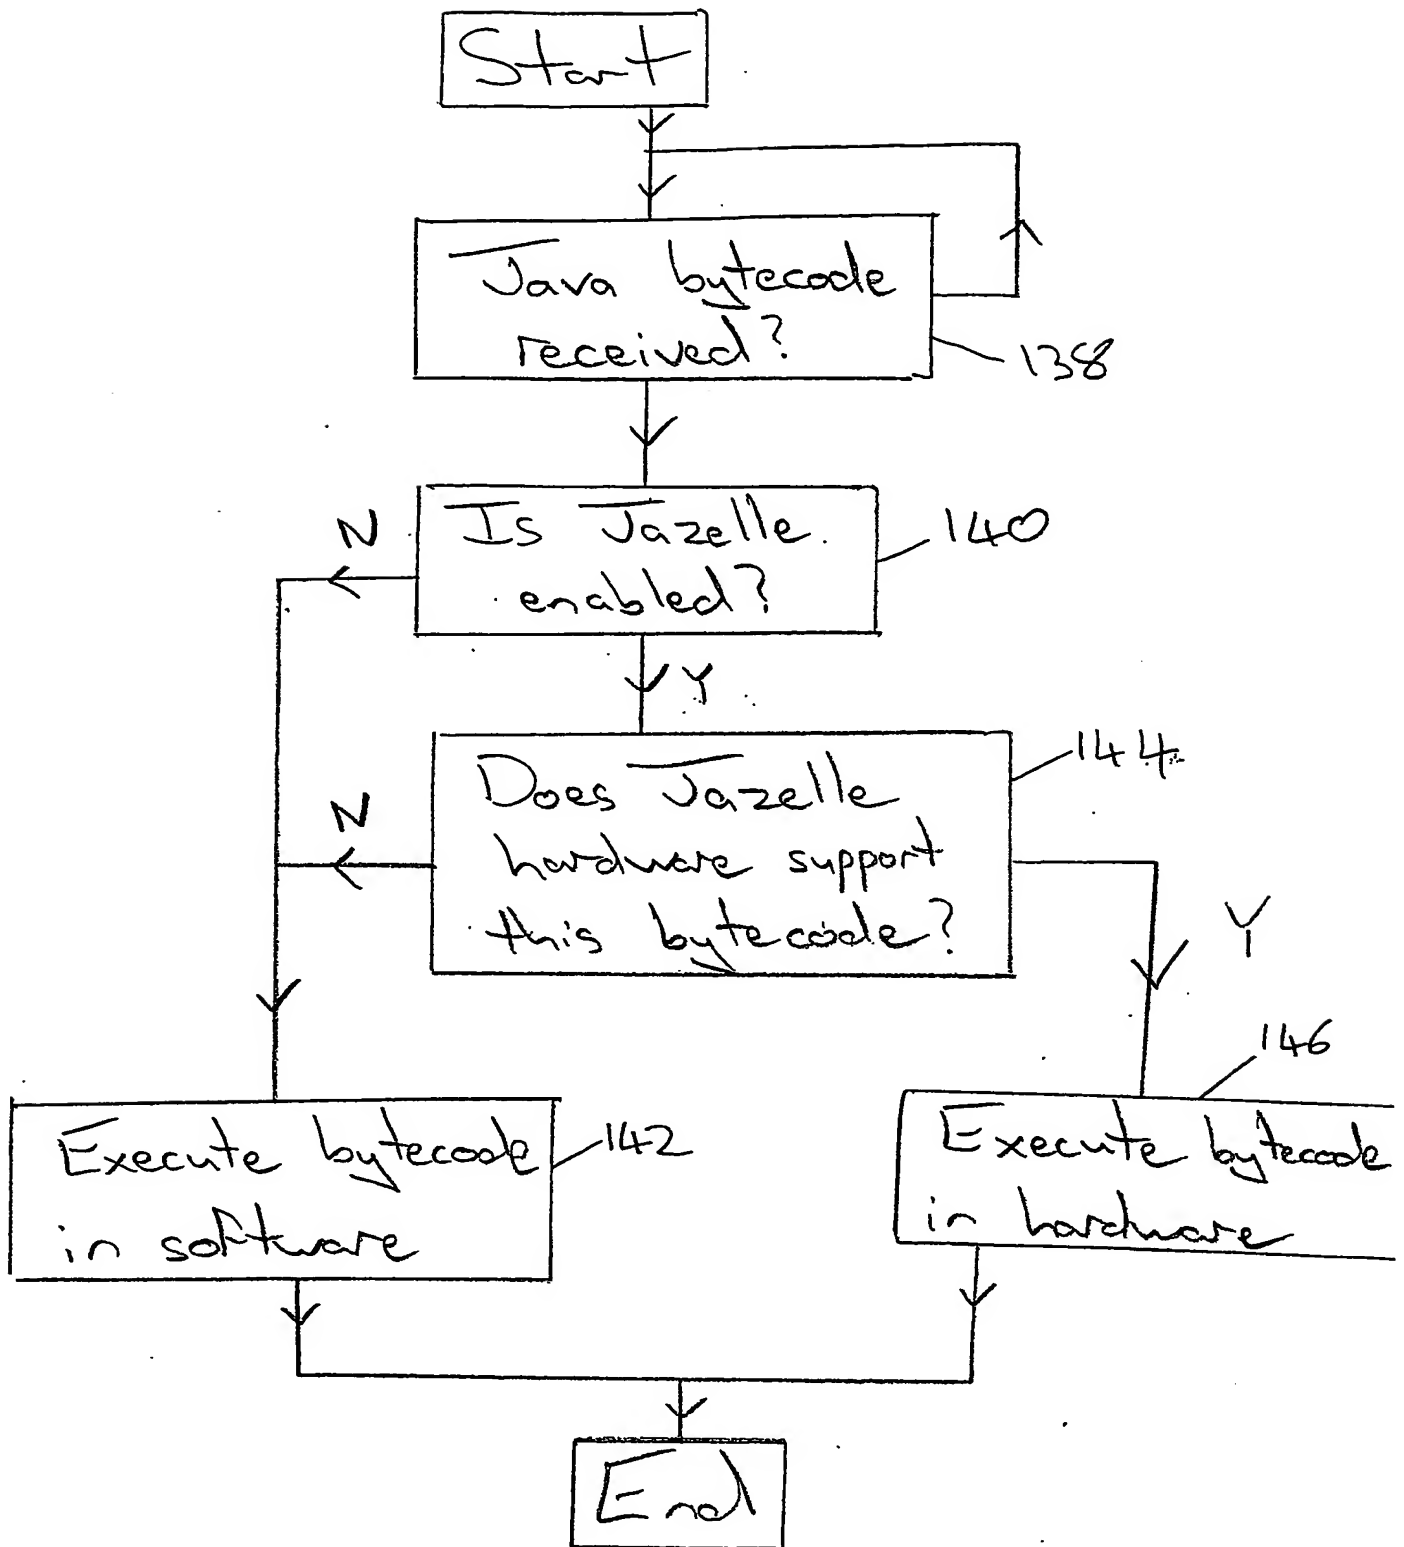 Start
Java bytecode
received?
138
Is Jazelle
enabled?
140
N
Y
Does Jazelle
hardware support
this bytecode?
144
N
Y
146
Execute bytecode
in software
142
Execute bytecode
in hardware
End